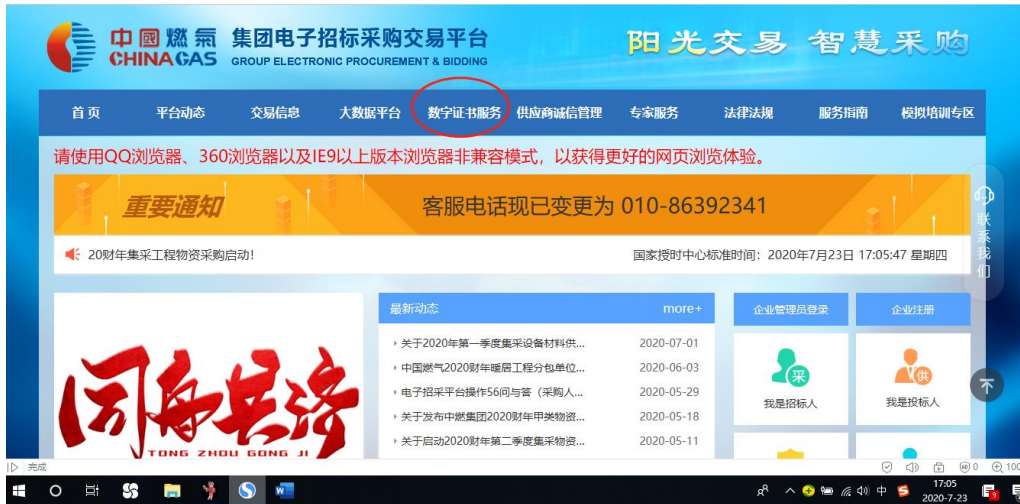 中國燃氣 集团电子招标采购交易平台
CHINAGAS GROUP ELECTRONIC PROCUREMENT & BIDDING
阳光交易 智慧采购
首页 平台动态 交易信息 大数据平台 数字证书服务 供应商诚信管理 专家服务 法律法规 服务指南 模拟培训专区
请使用QQ浏览器、360浏览器以及IE9以上版本浏览器非兼容模式，以获得更好的网页浏览体验。
重要通知 客服电话现已变更为 010-86392341
联系我们
20财年集采工程物资采购启动! 国家授时中心标准时间：2020年7月23日 17:05:47 星期四
最新动态 more+ 企业管理员登录 企业注册
关于2020年第一季度集采设备材料供... 2020-07-01
中国燃气2020财年暖居工程分包单位... 2020-06-03
电子招采平台操作56问与答（采购人... 2020-05-29
关于发布中燃集团2020财年甲类物资... 2020-05-18
关于启动2020财年第二季度集采物资... 2020-05-11
采 供
我是招标人 我是投标人
同舟共济
TONG ZHOU GONG JI
完成 0 100
中 17:05
2020-7-23